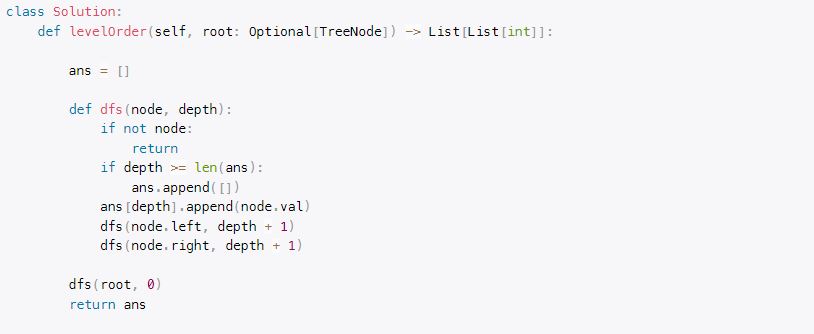 class Solution:
    def levelOrder(self, root: Optional[TreeNode]) -> List[List[int]]:
        ans = []
        def dfs(node, depth):
            if not node:
                return
            if depth >= len(ans):
                ans.append([])
            ans[depth].append(node.val)
            dfs(node.left, depth + 1)
            dfs(node.right, depth + 1)
        dfs(root, 0)
        return ans